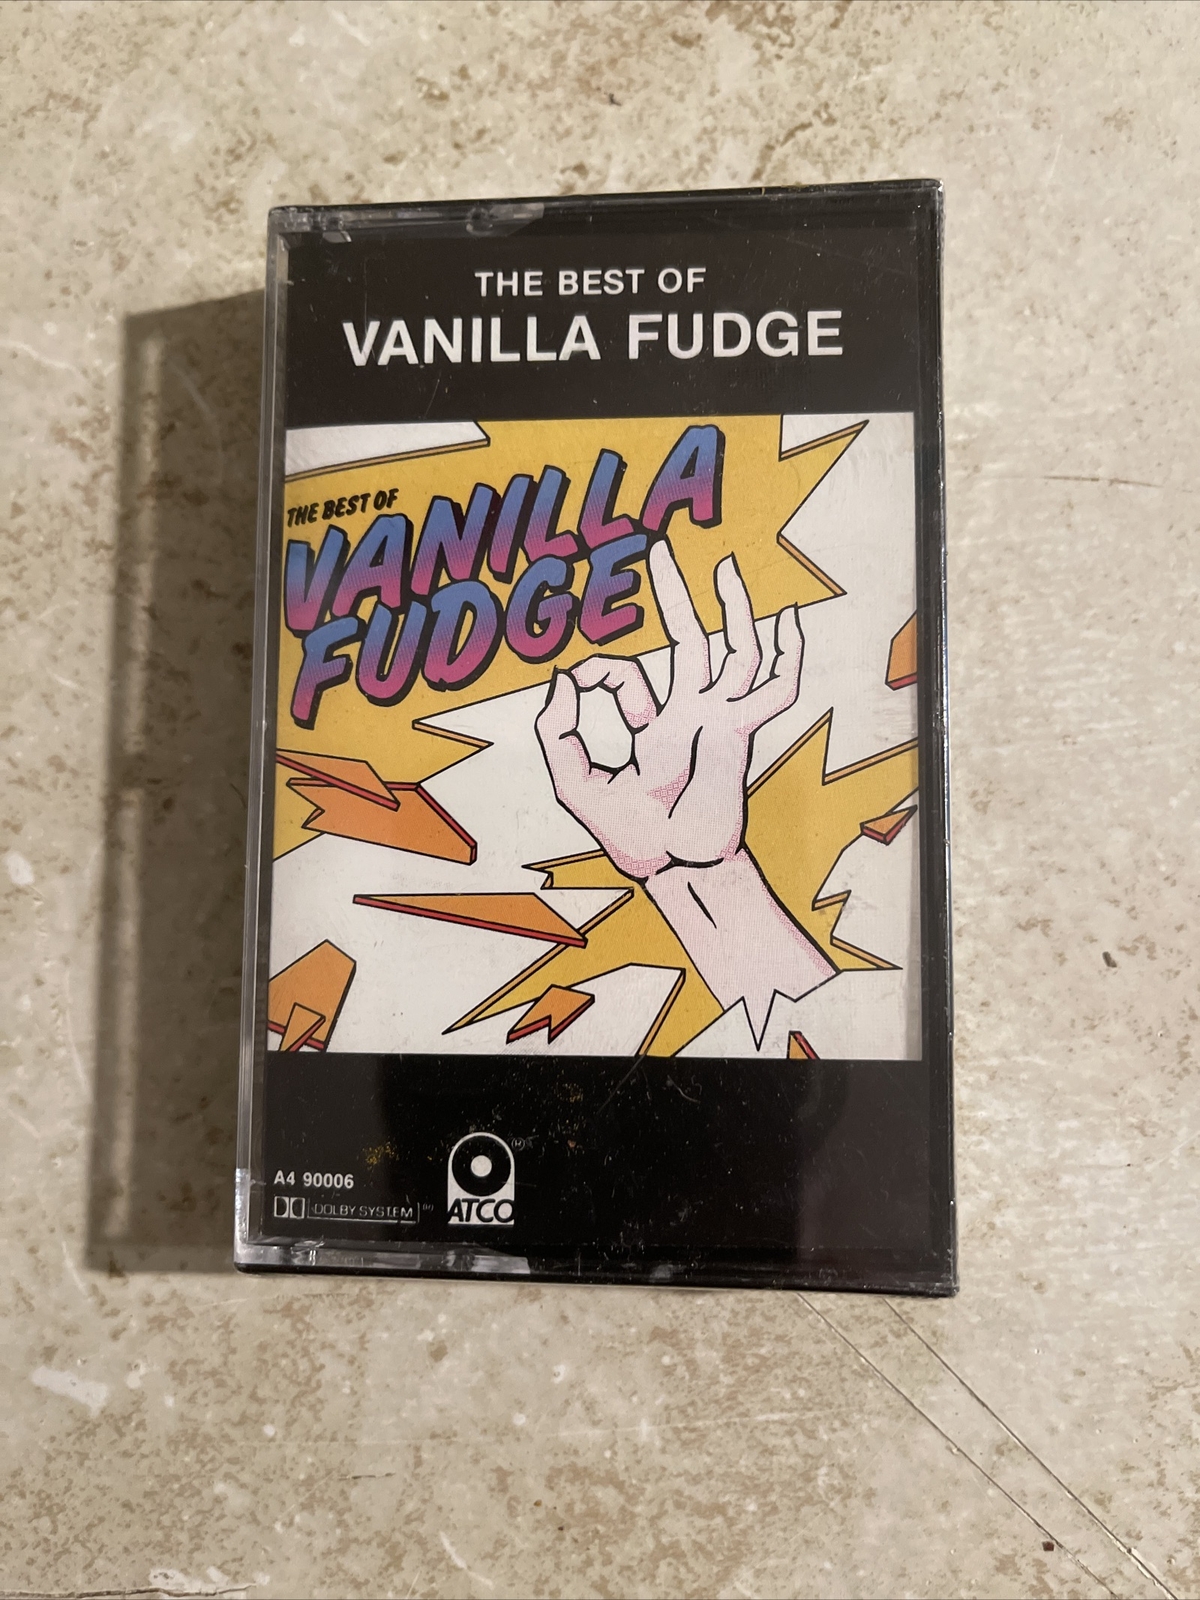 THE BEST OF
VANILLA FUDGE
THE BEST OF
VANILLA
FUDGE
A4 90006
DOLBY SYSTEM
ATCO